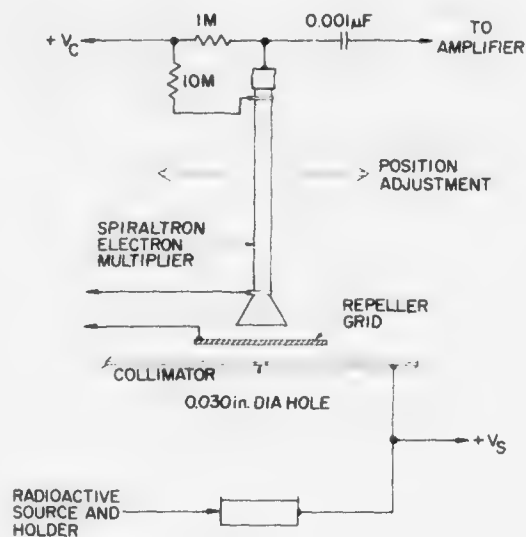 1M
0.001µF
+ V_C
TO
AMPLIFIER
10M
POSITION
ADJUSTMENT
SPIRALTRON
ELECTRON
MULTIPLIER
REPELLER
GRID
COLLIMATOR
0.030 in. DIA HOLE
+ V_S
RADIOACTIVE
SOURCE AND
HOLDER